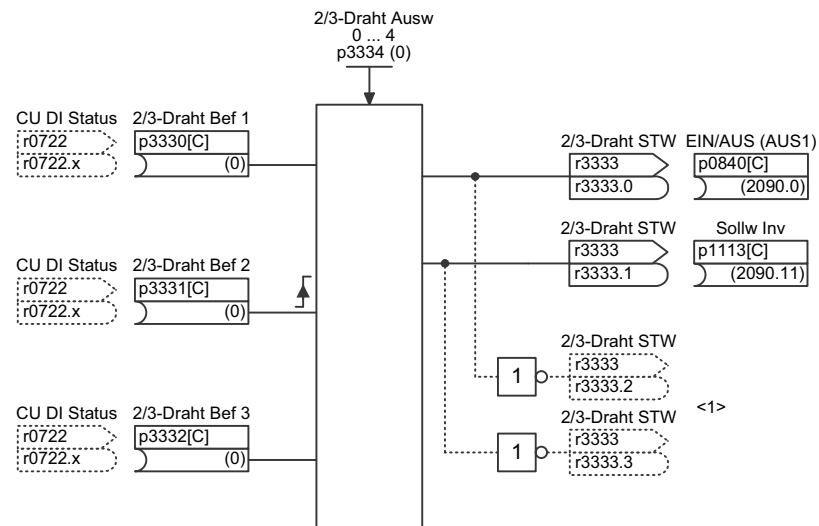 2/3-Draht Ausw
0 ... 4
p3334 (0)
CU DI Status
r0722
r0722.x
2/3-Draht Bef 1
p3330[C]
(0)
2/3-Draht STW
r3333
r3333.0
EIN/AUS (AUS1)
p0840[C]
(2090.0)
2/3-Draht STW
r3333
r3333.1
Sollw Inv
p1113[C]
(2090.11)
CU DI Status
r0722
r0722.x
2/3-Draht Bef 2
p3331[C]
(0)
1
2/3-Draht STW
r3333
r3333.2
<1>
1
2/3-Draht STW
r3333
r3333.3
CU DI Status
r0722
r0722.x
2/3-Draht Bef 3
p3332[C]
(0)